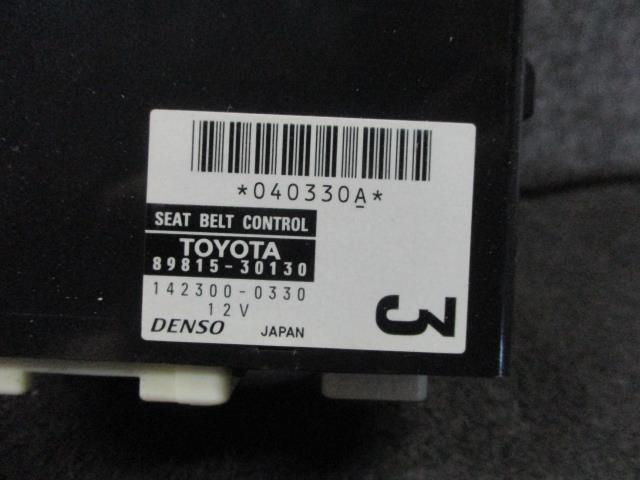 *040330A*
SEAT BELT CONTROL
TOYOTA
89815-30130
142300-0330
12V
DENSO JAPAN
3